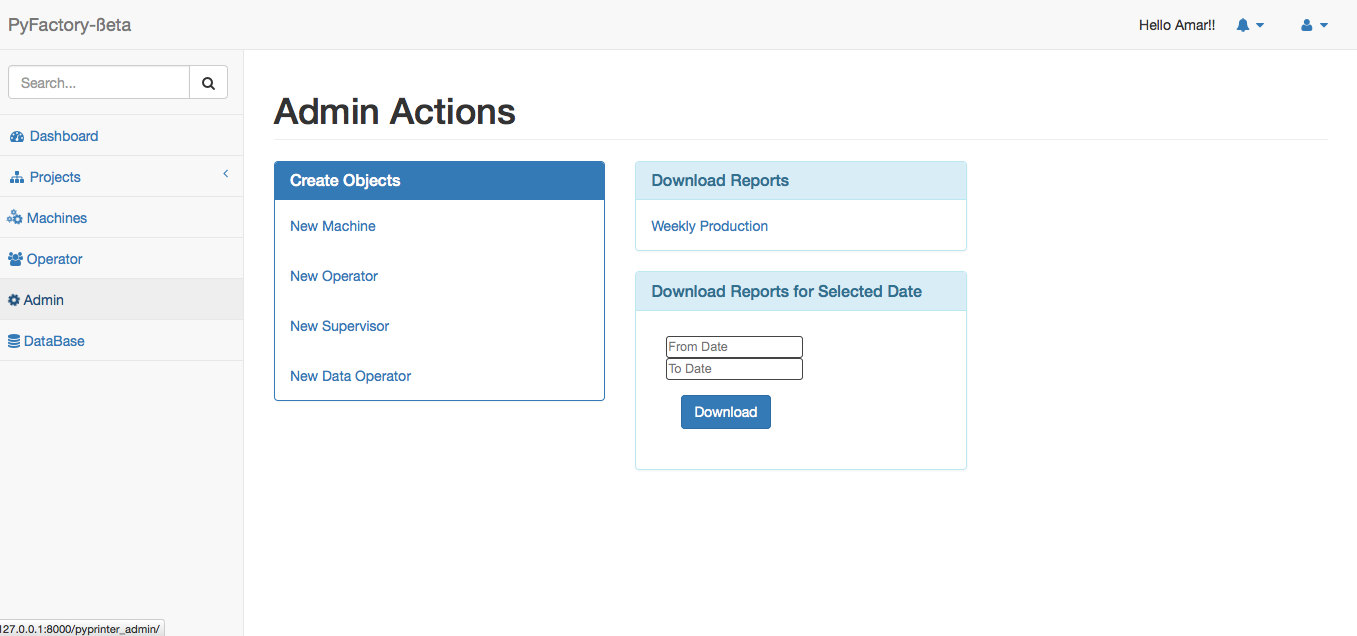 PyFactory-ßeta
Hello Amar!!
Search...
Dashboard
Projects
Machines
Operator
Admin
DataBase
Admin Actions
Create Objects
New Machine
New Operator
New Supervisor
New Data Operator
Download Reports
Weekly Production
Download Reports for Selected Date
From Date
To Date
Download
127.0.0.1:8000/pyprinter_admin/